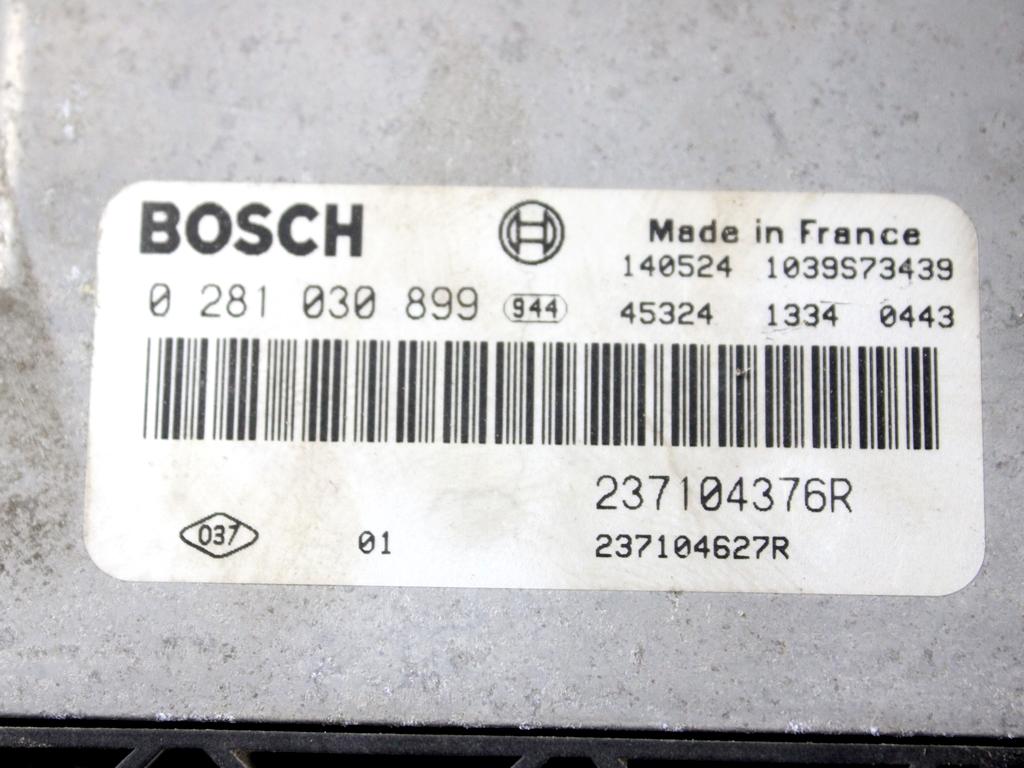 BOSCH
Made in France
140524 1039S73439
0 281 030 899 944 45324 1334 0443
237104376R
037 01 237104627R